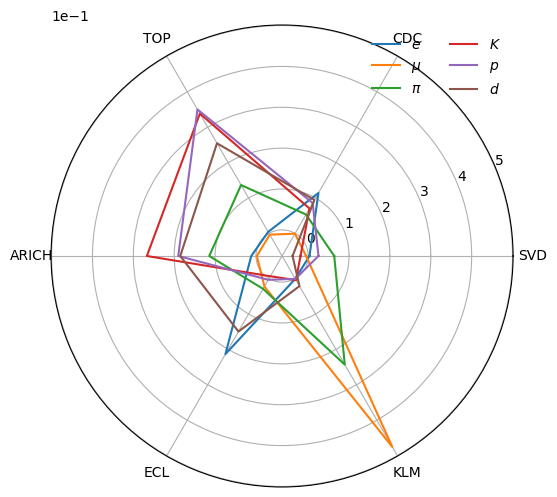 1e−1
TOP CDC
e K
μ p
π d
5
4
3
2
1
0
ARICH SVD
ECL KLM